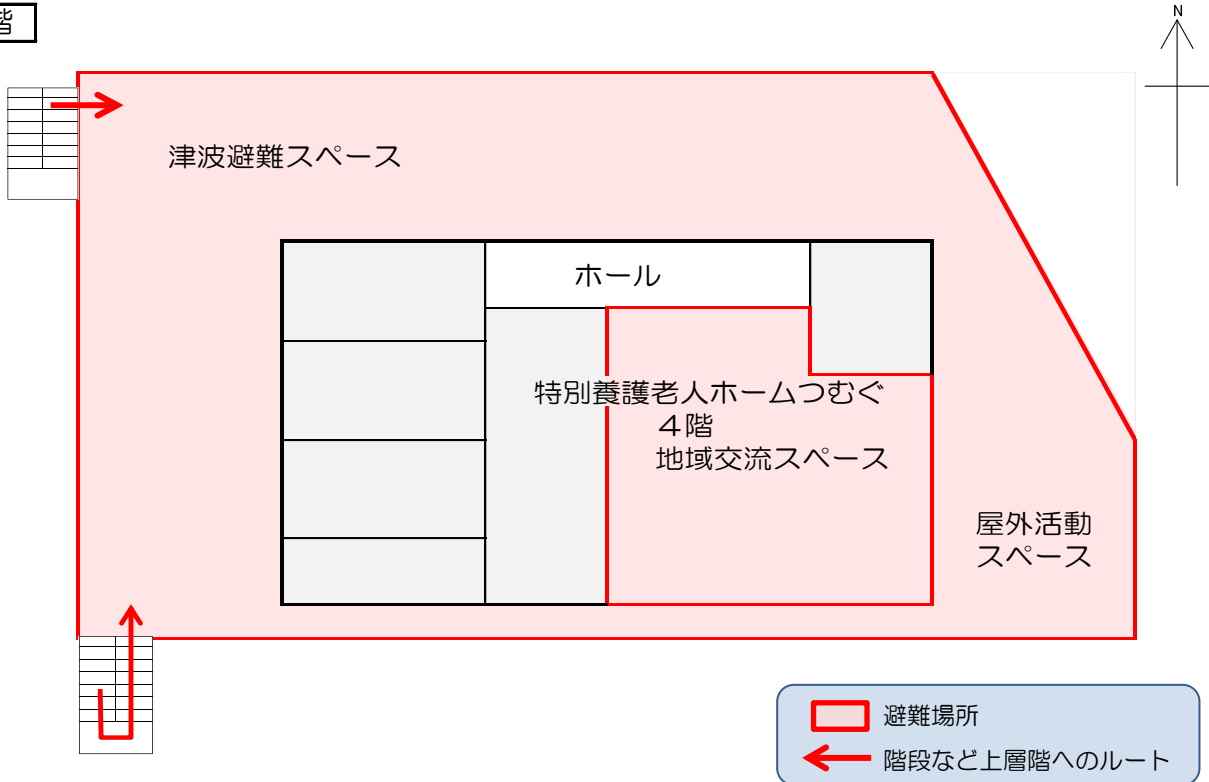 階
N
津波避難スペース
ホール
特別養護老人ホームつむぐ
４階
地域交流スペース
屋外活動
スペース
避難場所
階段など上層階へのルート